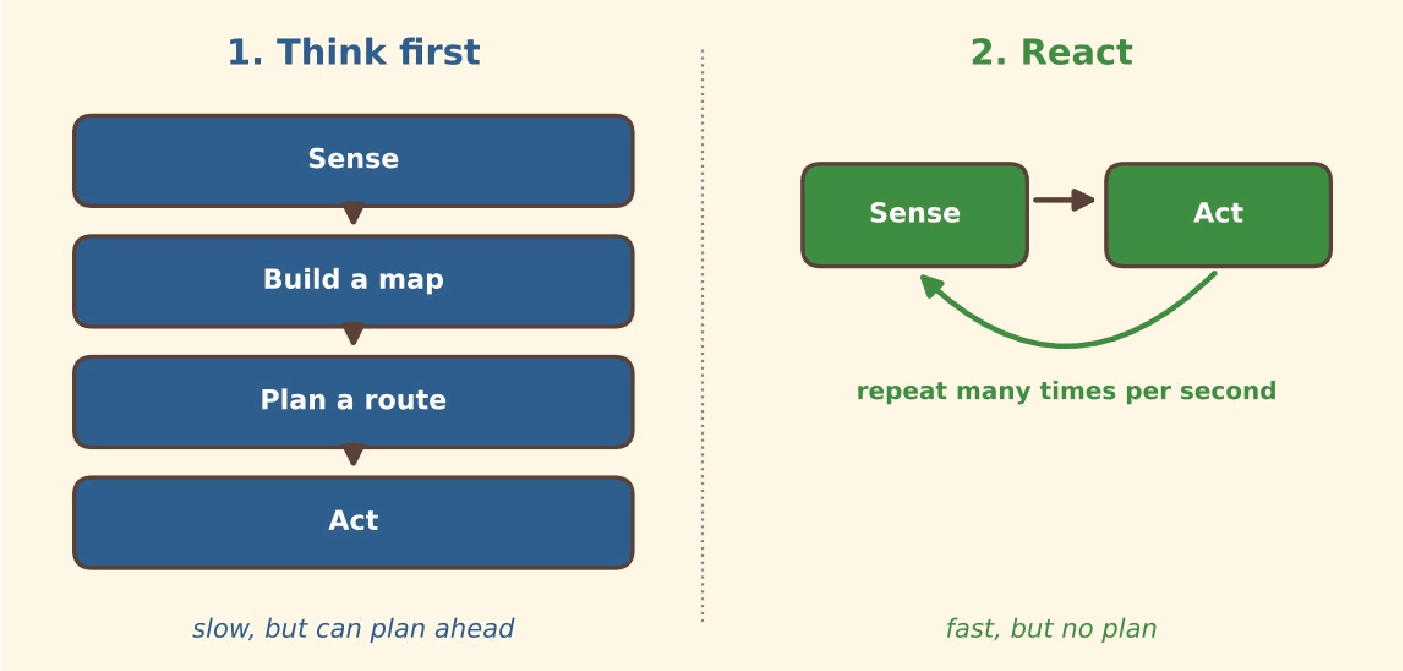 1. Think first
Sense
Build a map
Plan a route
Act
slow, but can plan ahead
2. React
Sense
Act
repeat many times per second
fast, but no plan